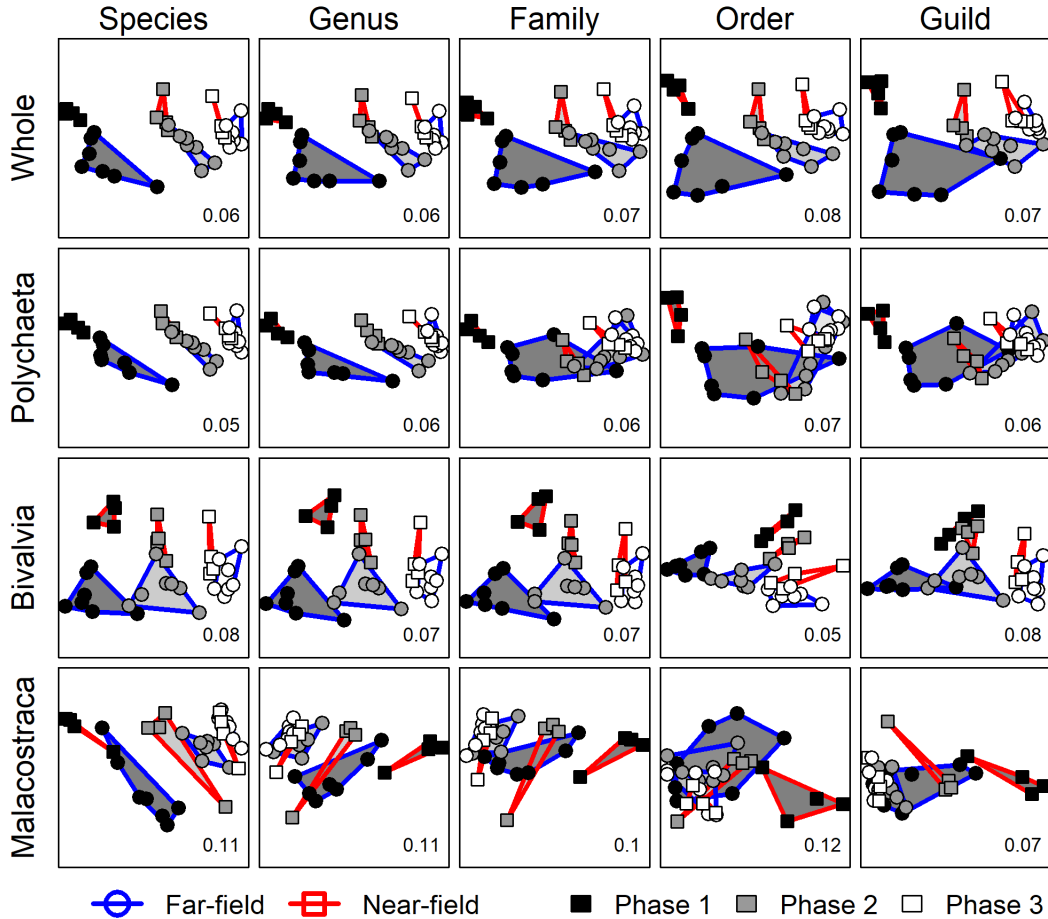 Species Genus Family Order Guild
Whole
0.06 0.06 0.07 0.08 0.07
Polychaeta
0.05 0.06 0.06 0.07 0.06
Bivalvia
0.08 0.07 0.07 0.05 0.08
Malacostraca
0.11 0.11 0.1 0.12 0.07
Far-field Near-field Phase 1 Phase 2 Phase 3